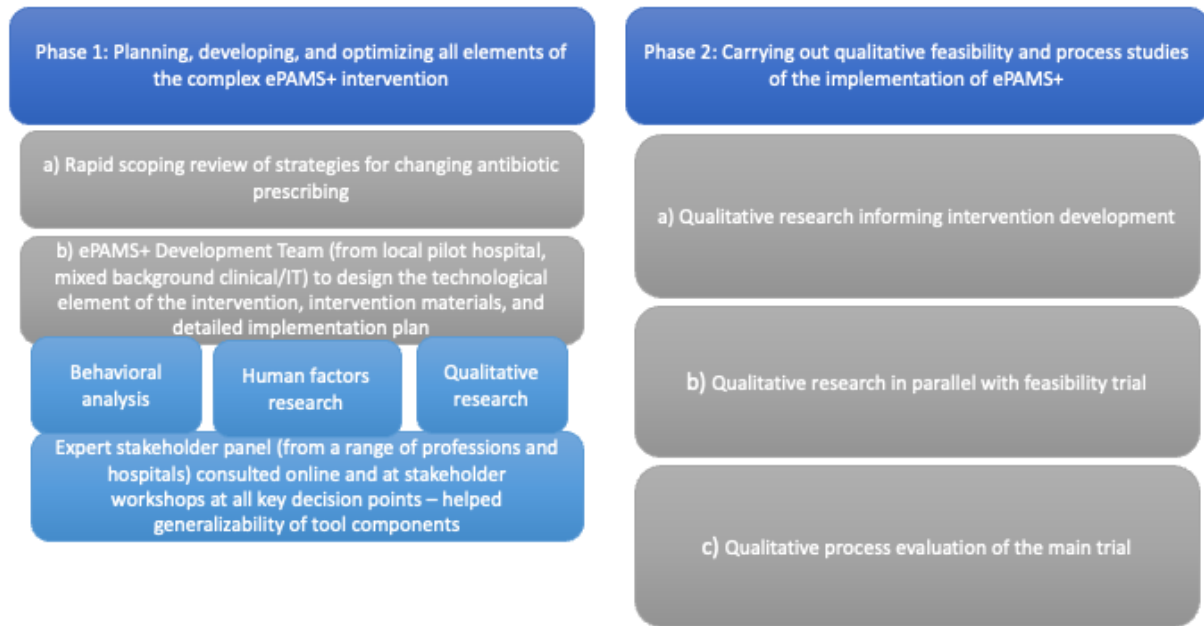 Phase 1: Planning, developing, and optimizing all elements of
the complex ePAMS+ intervention
a) Rapid scoping review of strategies for changing antibiotic
prescribing
b) ePAMS+ Development Team (from local pilot hospital,
mixed background clinical/IT) to design the technological
element of the intervention, intervention materials, and
detailed implementation plan
Behavioral
analysis
Human factors
research
Qualitative
research
Expert stakeholder panel (from a range of professions and
hospitals) consulted online and at stakeholder
workshops at all key decision points – helped
generalizability of tool components
Phase 2: Carrying out qualitative feasibility and process studies
of the implementation of ePAMS+
a) Qualitative research informing intervention development
b) Qualitative research in parallel with feasibility trial
c) Qualitative process evaluation of the main trial